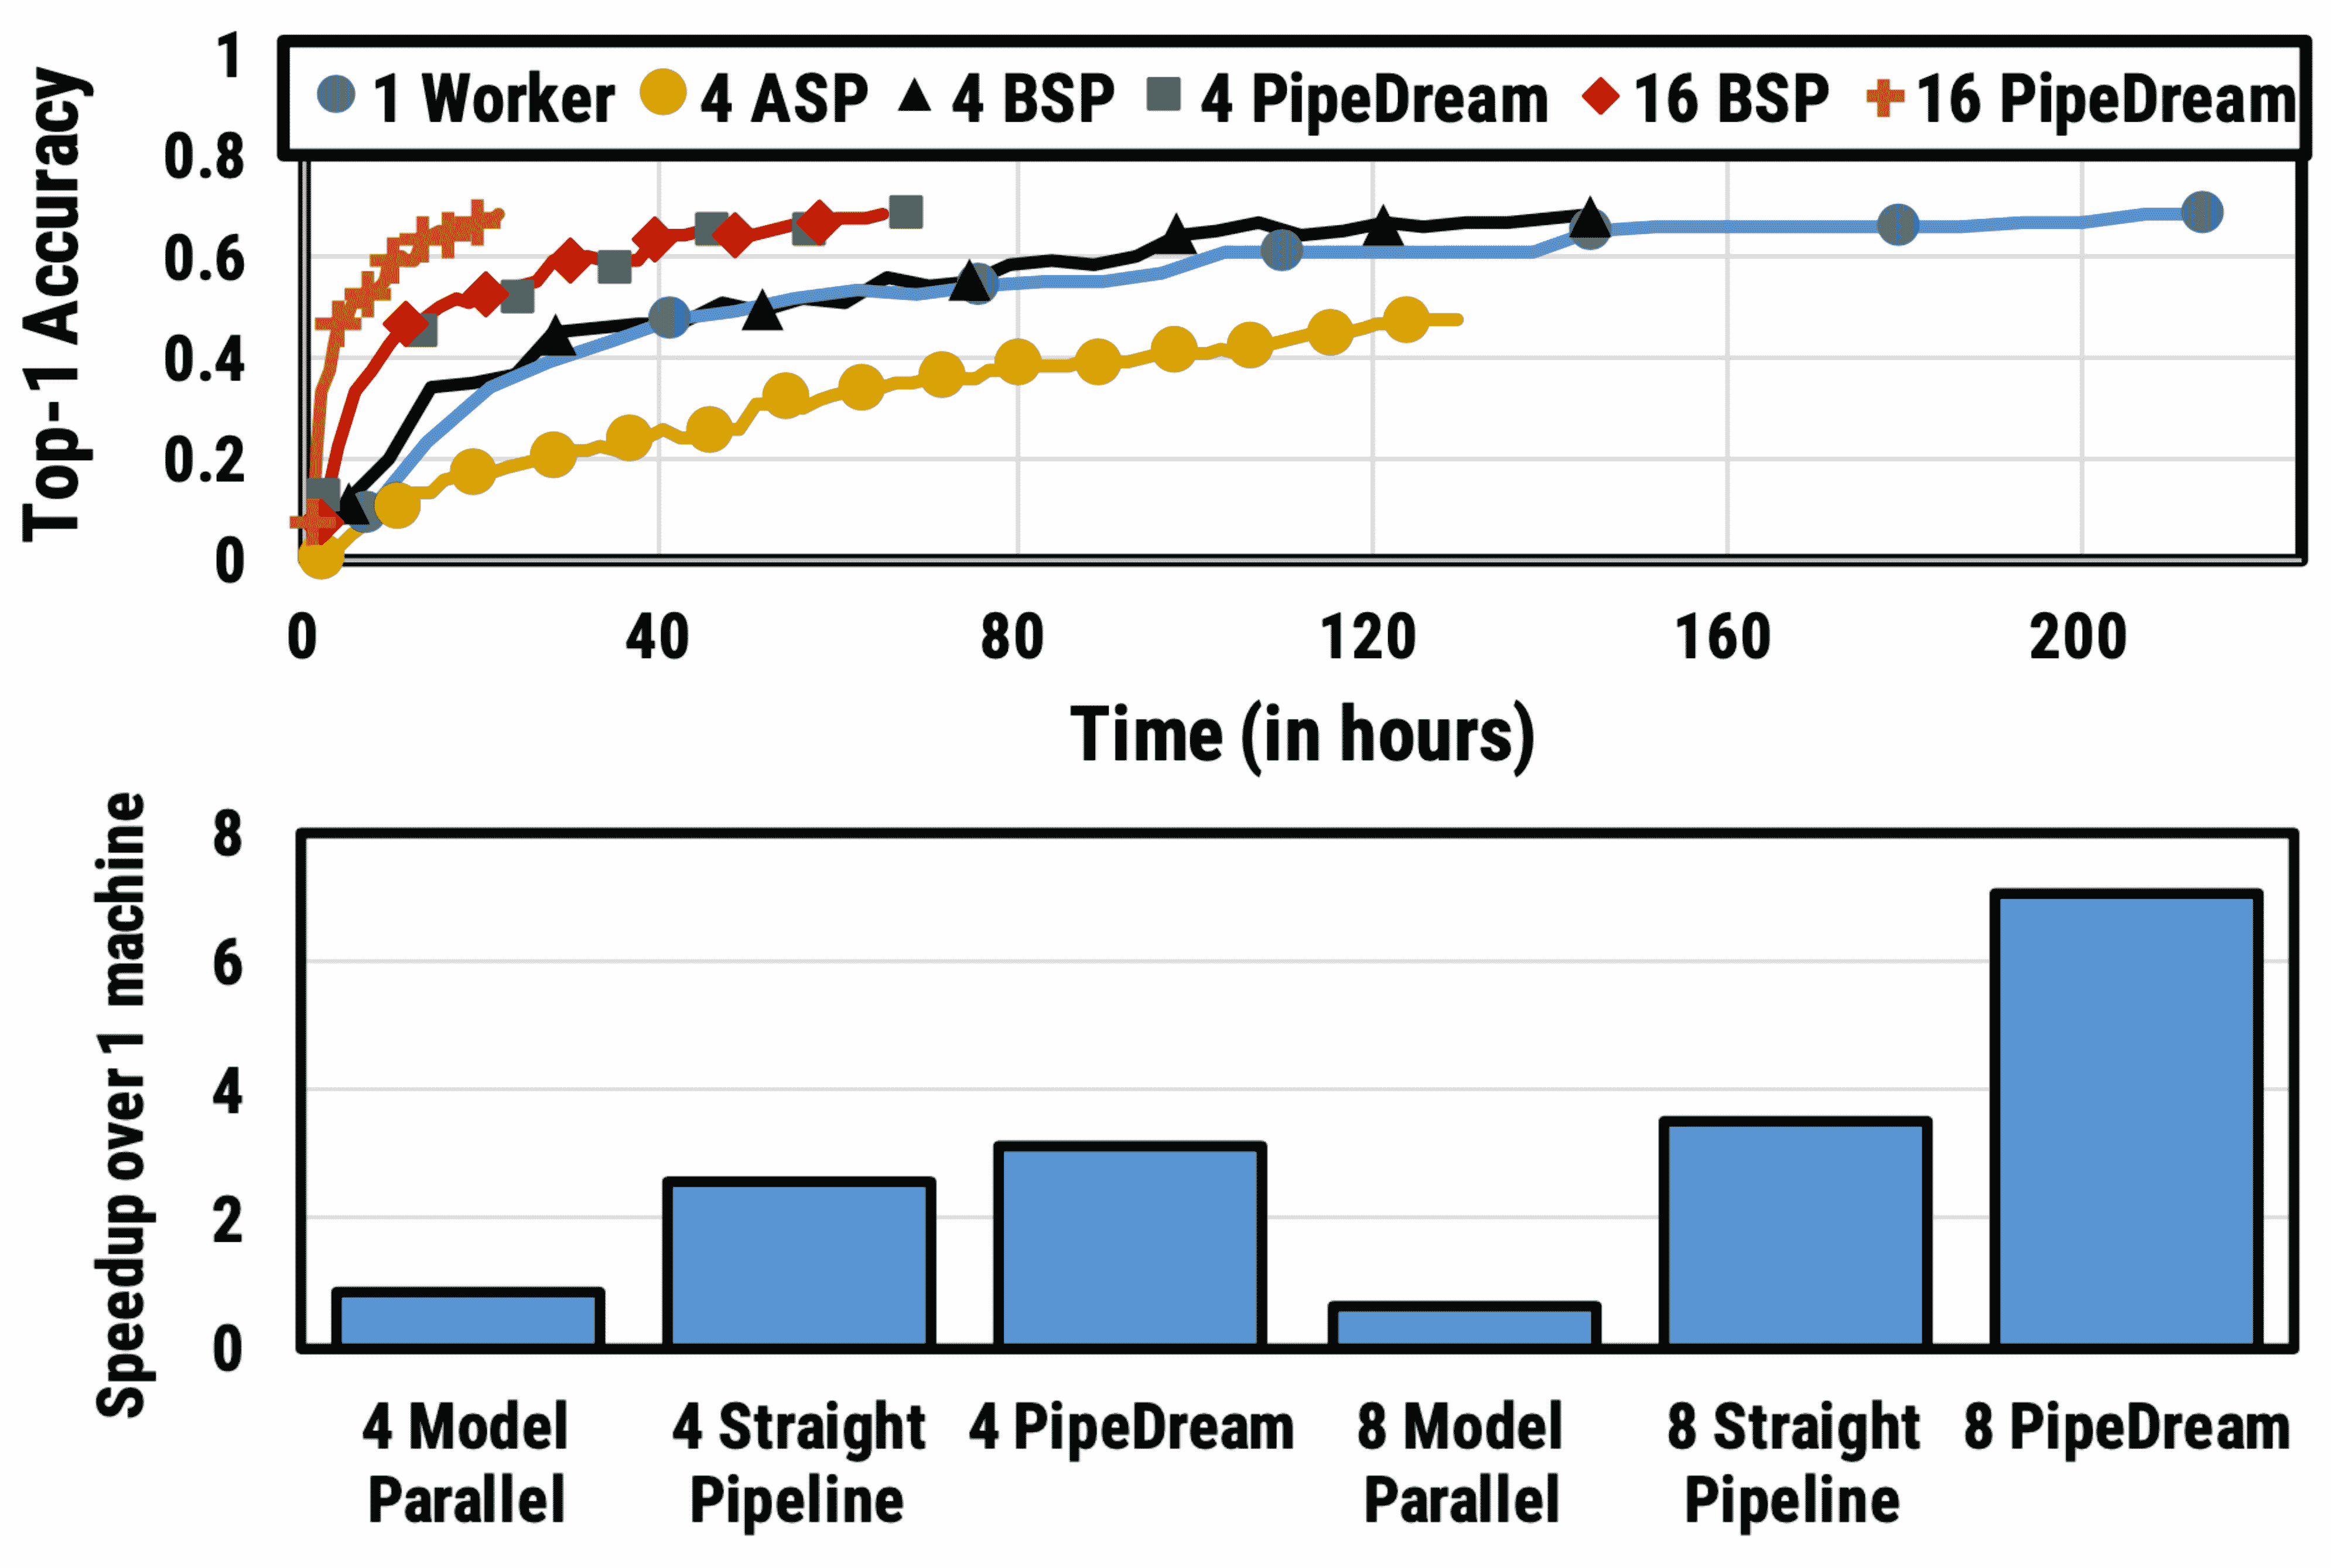 Top-1 Accuracy
1
0.8
0.6
0.4
0.2
0
1 Worker 4 ASP 4 BSP 4 PipeDream 16 BSP 16 PipeDream
0 40 80 120 160 200
Time (in hours)
Speedup over 1 machine
8
6
4
2
0
4 Model Parallel
4 Straight Pipeline
4 PipeDream
8 Model Parallel
8 Straight Pipeline
8 PipeDream